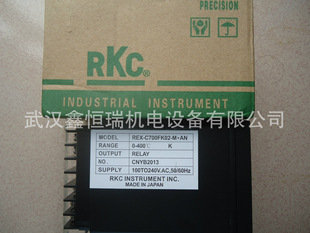 PRECISION
RKC®
INDUSTRIAL INSTRUMENT
武汉鑫恒瑞机电设备有限公司
MODEL REX-C700FK02-M*AN
RANGE 0-400℃ K
OUTPUT RELAY
NO. CNYB2013
SUPPLY 100TO240V.AC,50/60Hz
RKC INSTRUMENT INC.
MADE IN JAPAN